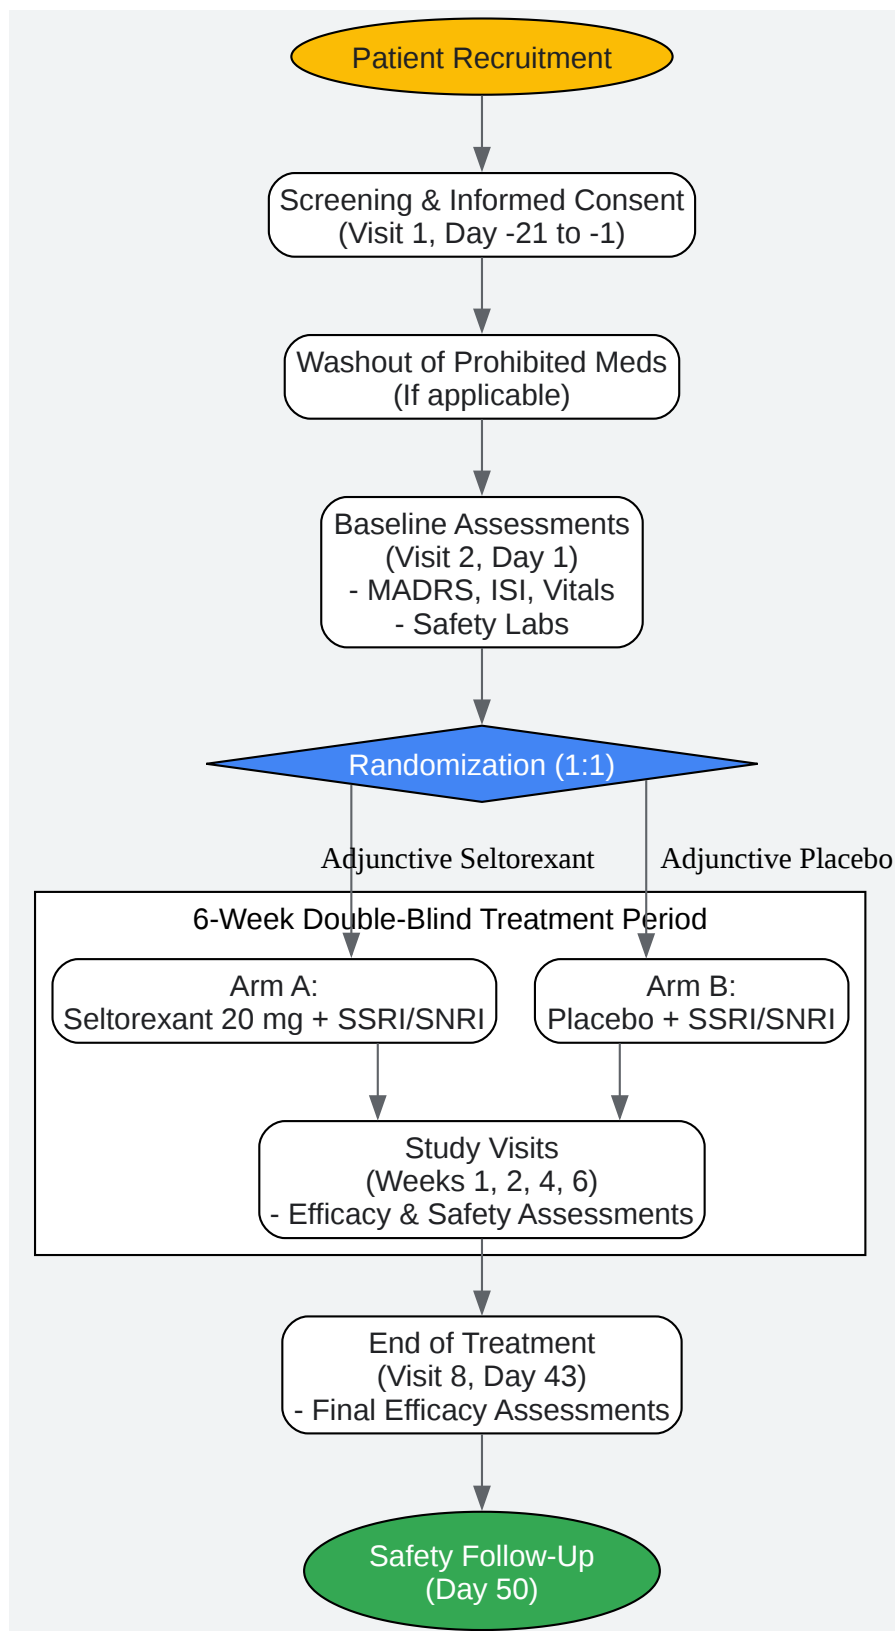 Patient Recruitment
Screening & Informed Consent
(Visit 1, Day -21 to -1)
Washout of Prohibited Meds
(If applicable)
Baseline Assessments
(Visit 2, Day 1)
- MADRS, ISI, Vitals
- Safety Labs
Randomization (1:1)
Adjunctive Seltorexant
Adjunctive Placebo
6-Week Double-Blind Treatment Period
Arm A:
Seltorexant 20 mg + SSRI/SNRI
Arm B:
Placebo + SSRI/SNRI
Study Visits
(Weeks 1, 2, 4, 6)
- Efficacy & Safety Assessments
End of Treatment
(Visit 8, Day 43)
- Final Efficacy Assessments
Safety Follow-Up
(Day 50)